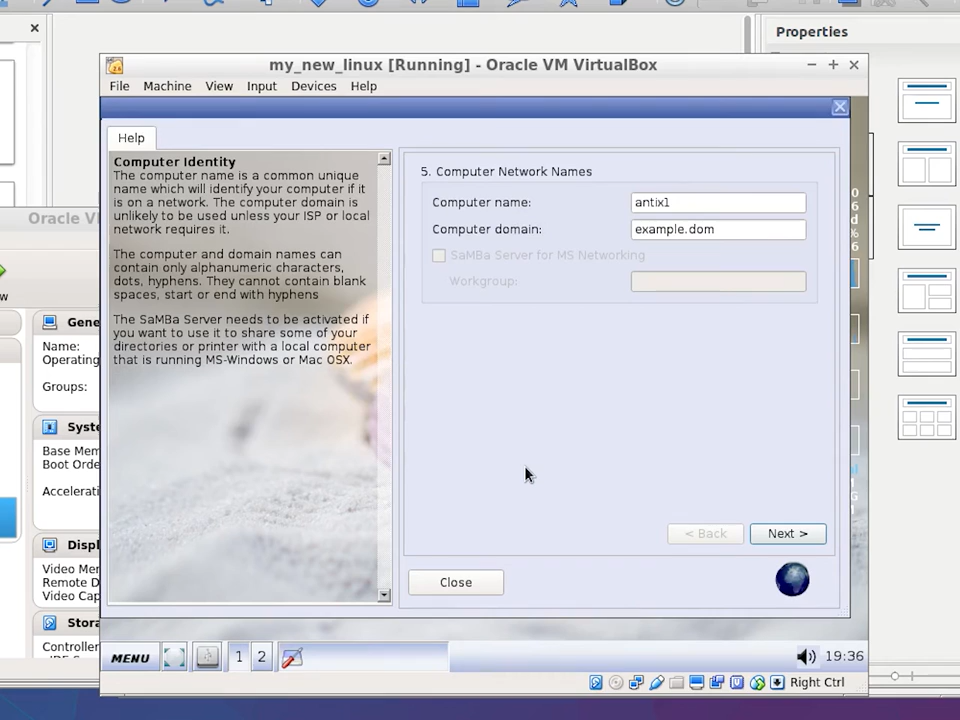 Properties
my_new_linux [Running] - Oracle VM VirtualBox
File Machine View Input Devices Help
Help
Computer Identity
The computer name is a common unique
name which will identify your computer if it
is on a network. The computer domain is
unlikely to be used unless your ISP or local
network requires it.
The computer and domain names can
contain only alphanumeric characters,
dots, hyphens. They cannot contain blank
spaces, start or end with hyphens
The SaMBa Server needs to be activated if
you want to use it to share some of your
directories or printer with a local computer
that is running MS-Windows or Mac OSX.
5. Computer Network Names
Computer name: antix1
Computer domain: example.dom
SaMBa Server for MS Networking
Workgroup:
< Back Next >
Close
Oracle
Name:
Groups:
MENU 1 2 19:36
Right Ctrl